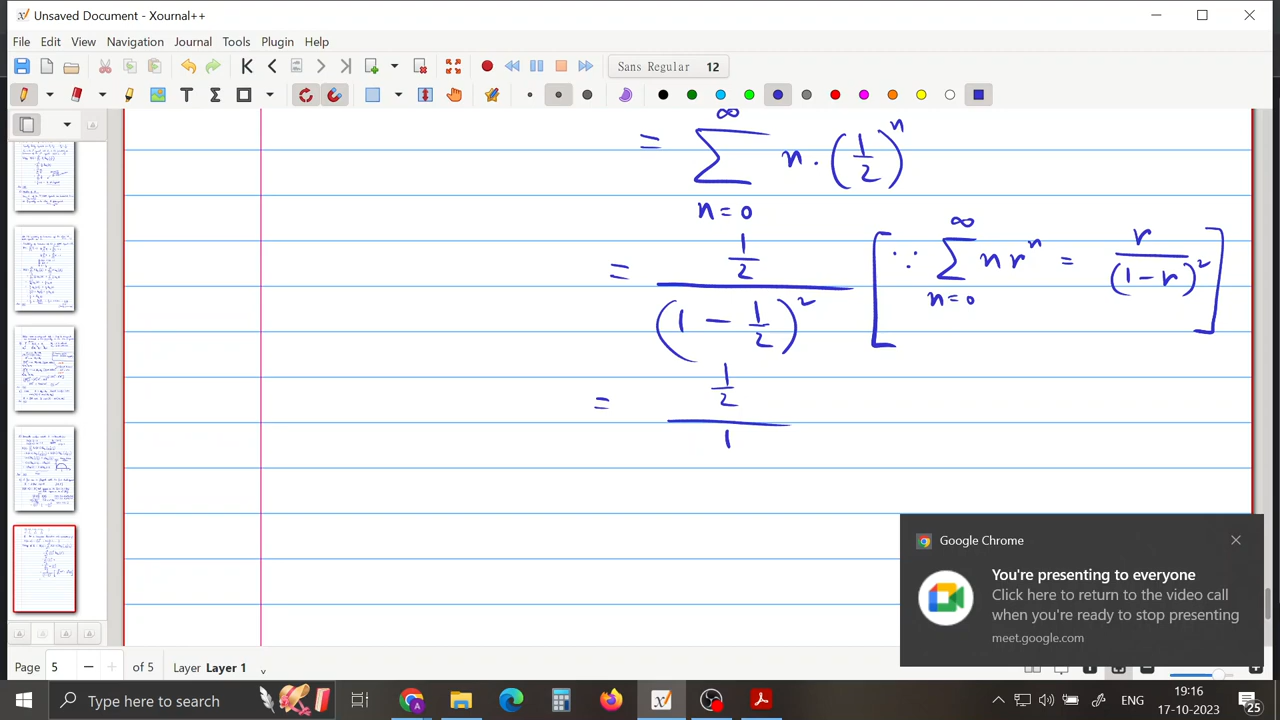 Unsaved Document - Xournal++
File Edit View Navigation Journal Tools Plugin Help
Sans Regular 12
= ∑_{n=0}^{∞} n · (1/2)^n
= (1/2) / (1 - 1/2)^2 [∵ ∑_{n=0}^{∞} n r^n = r / (1 - r)^2]
= (1/2) / 1
Google Chrome
You're presenting to everyone
Click here to return to the video call
when you're ready to stop presenting
meet.google.com
Page 5 of 5 Layer Layer 1
Type here to search
ENG
19:16
17-10-2023
25